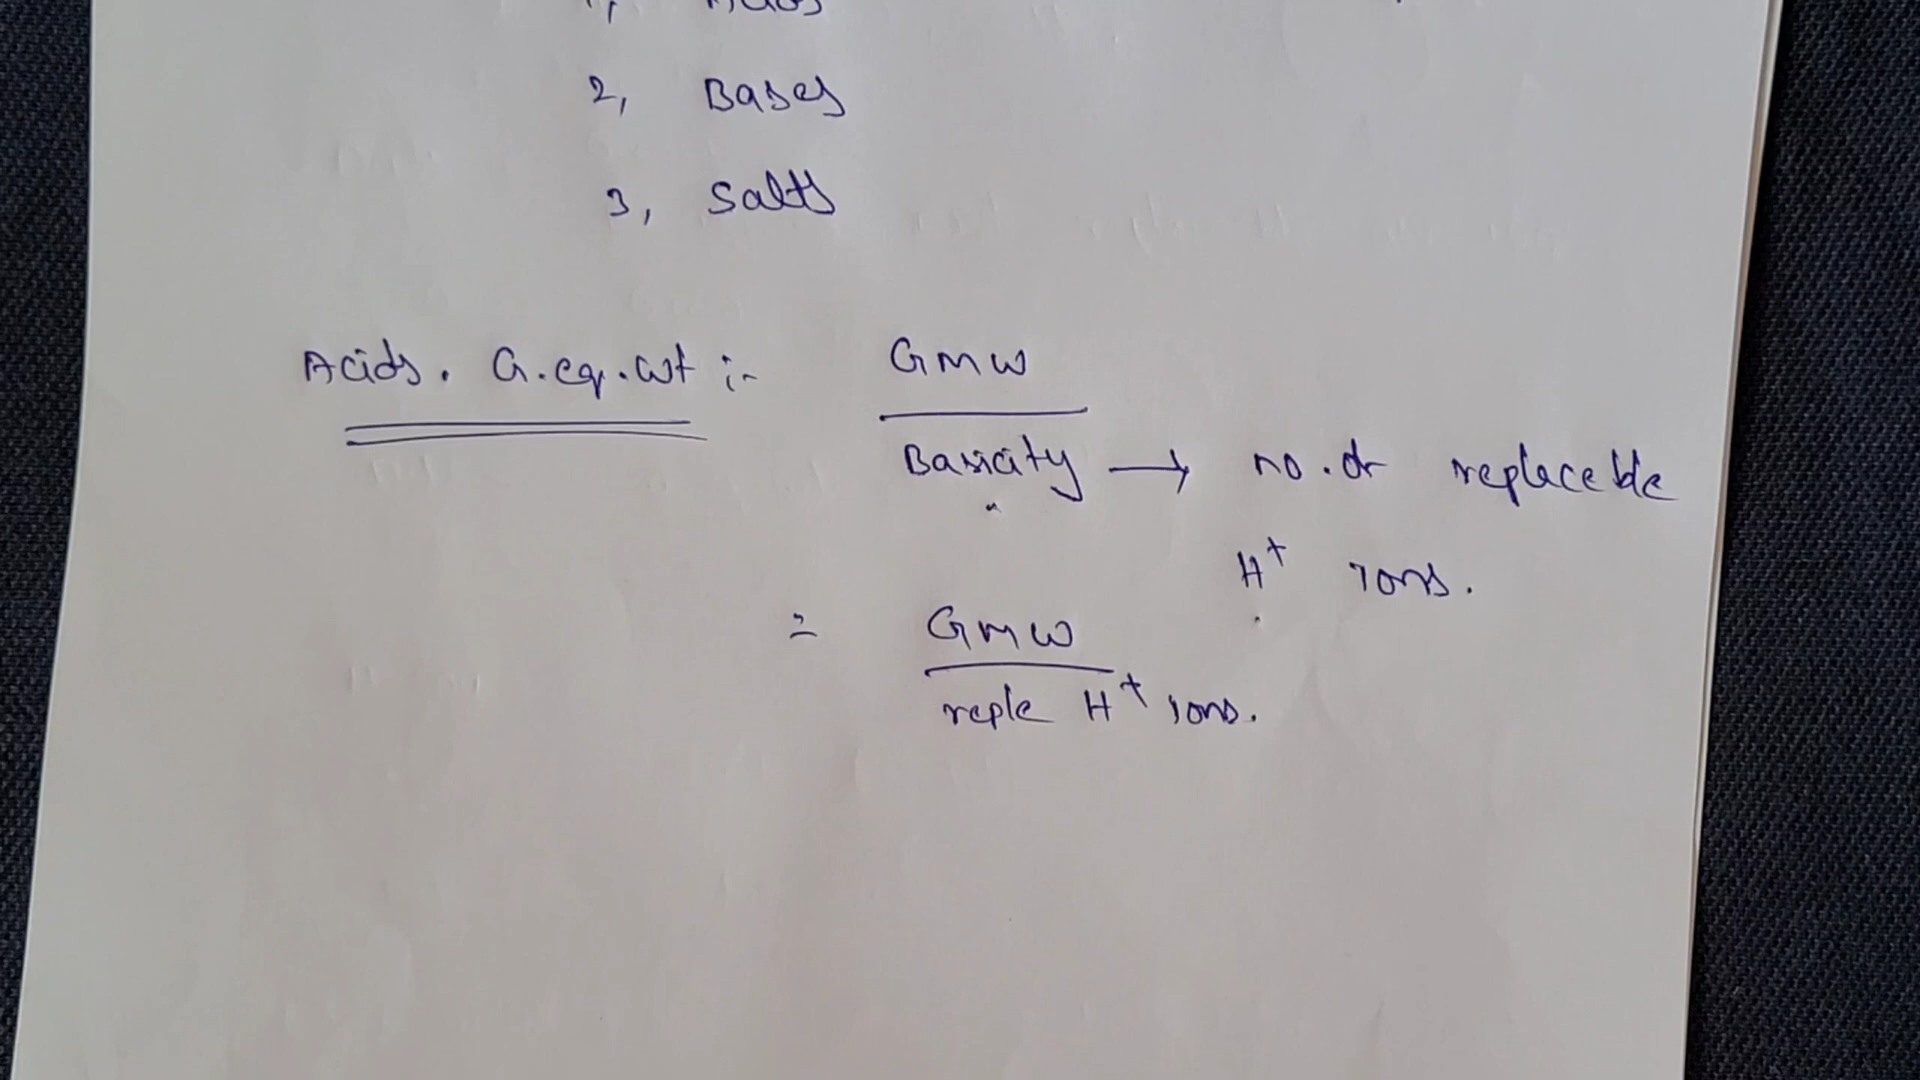 2, Bases
3, Salts
Acids. G.eq.wt :- GMW
Basicity → no. of replaceble
H+ ions.
= GMW
reple H+ ions.